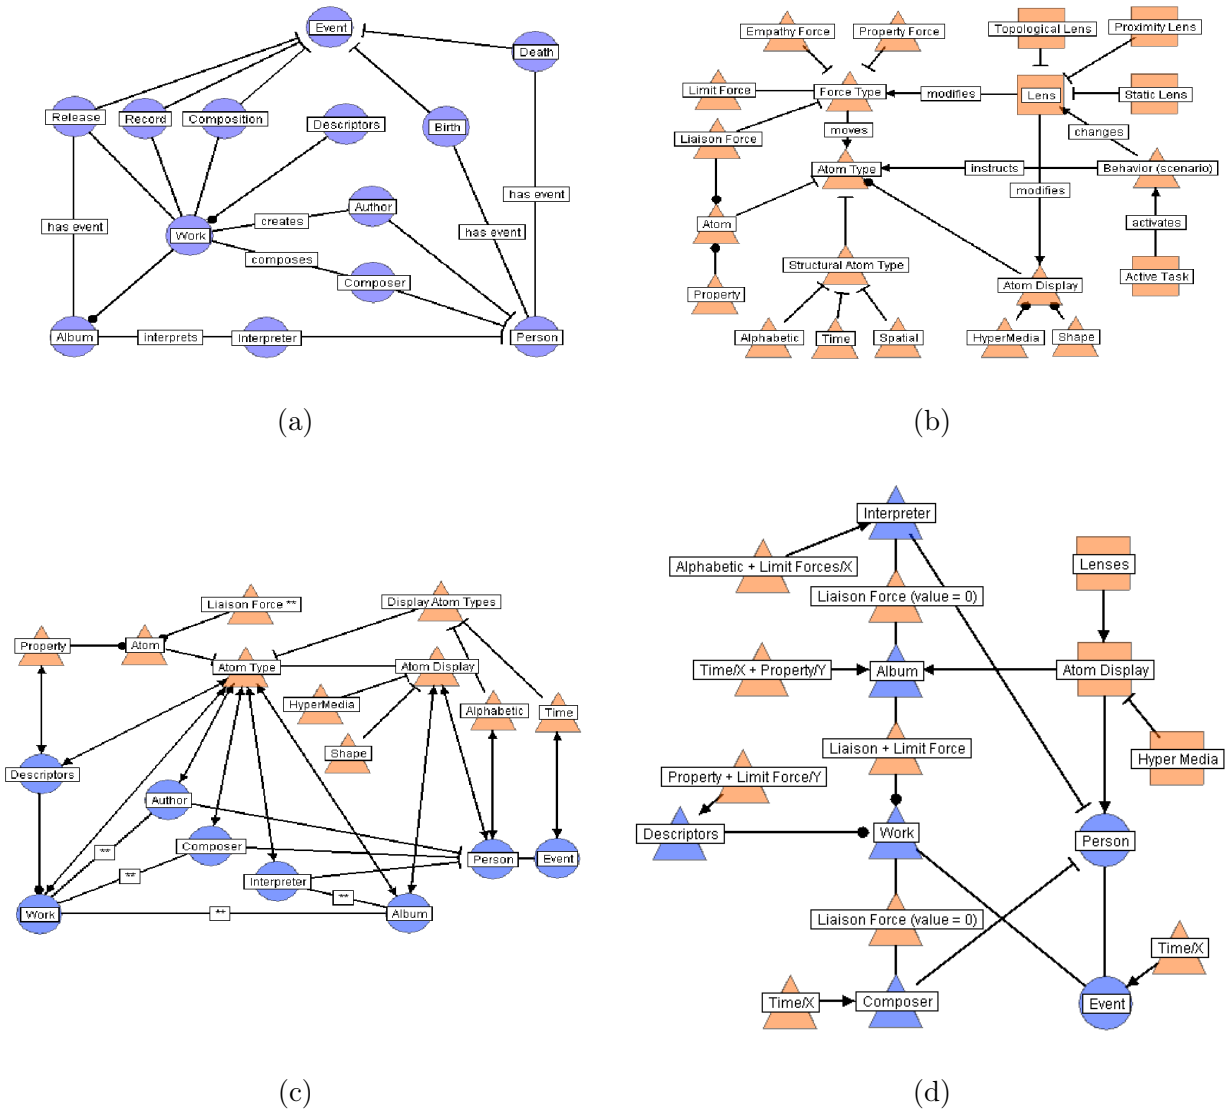 Event
Death
Release
Record
Composition
Descriptors
Birth
has event
Author
creates
has event
has event
Work
composes
Composer
Album
interprets
Interpreter
Person
(a)
Empathy Force
Property Force
Topological Lens
Proximity Lens
Limit Force
Force Type
modifies
Lens
Static Lens
Liaison Force
moves
changes
Atom Type
instructs
Behavior (scenario)
modifies
Atom
activates
Structural Atom Type
Property
Atom Display
Active Task
Alphabetic
Time
Spatial
HyperMedia
Shape
(b)
Liaison Force **
Display Atom Types
Property
Atom
Atom Type
Atom Display
HyperMedia
Alphabetic
Time
Shape
Descriptors
Author
Composer
**
Person
Event
**
Interpreter
**
Work
**
Album
(c)
Interpreter
Alphabetic + Limit Forces/X
Lenses
Liaison Force (value = 0)
Time/X + Property/Y
Album
Atom Display
Liaison + Limit Force
Hyper Media
Property + Limit Force/Y
Descriptors
Work
Person
Liaison Force (value = 0)
Time/X
Time/X
Composer
Event
(d)